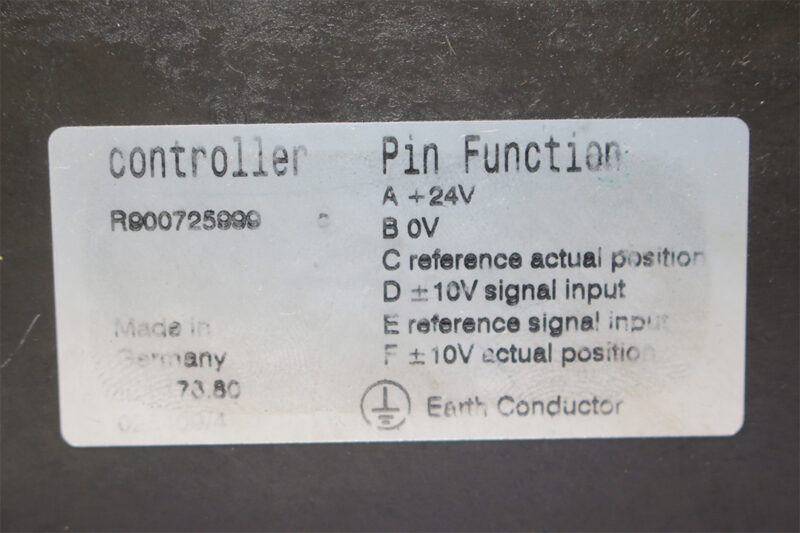 controller
R900725999
Made in
Germany
73.80
Pin Function
A +24V
B 0V
C reference actual position
D ±10V signal input
E reference signal input
F ±10V actual position
Earth Conductor